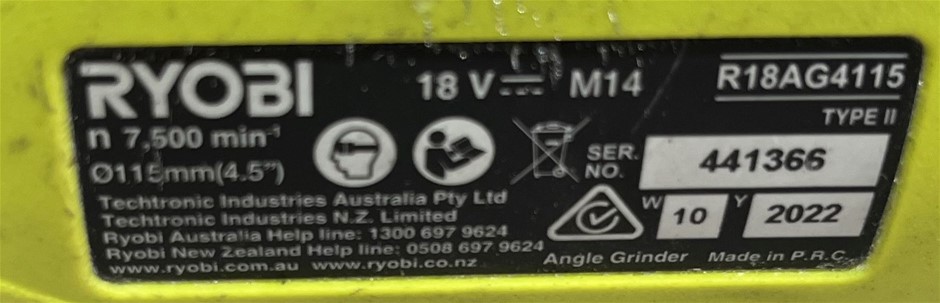 RYOBI 18 V ⎓ M14 R18AG4115
TYPE II
n 7,500 min⁻¹
Ø115mm(4.5")
SER. NO. 441366
W 10 Y 2022
Techtronic Industries Australia Pty Ltd
Techtronic Industries N.Z. Limited
Ryobi Australia Help line: 1300 697 9624
Ryobi New Zealand Help line: 0508 697 9624
www.ryobi.com.au www.ryobi.co.nz
Angle Grinder Made in P.R.C.